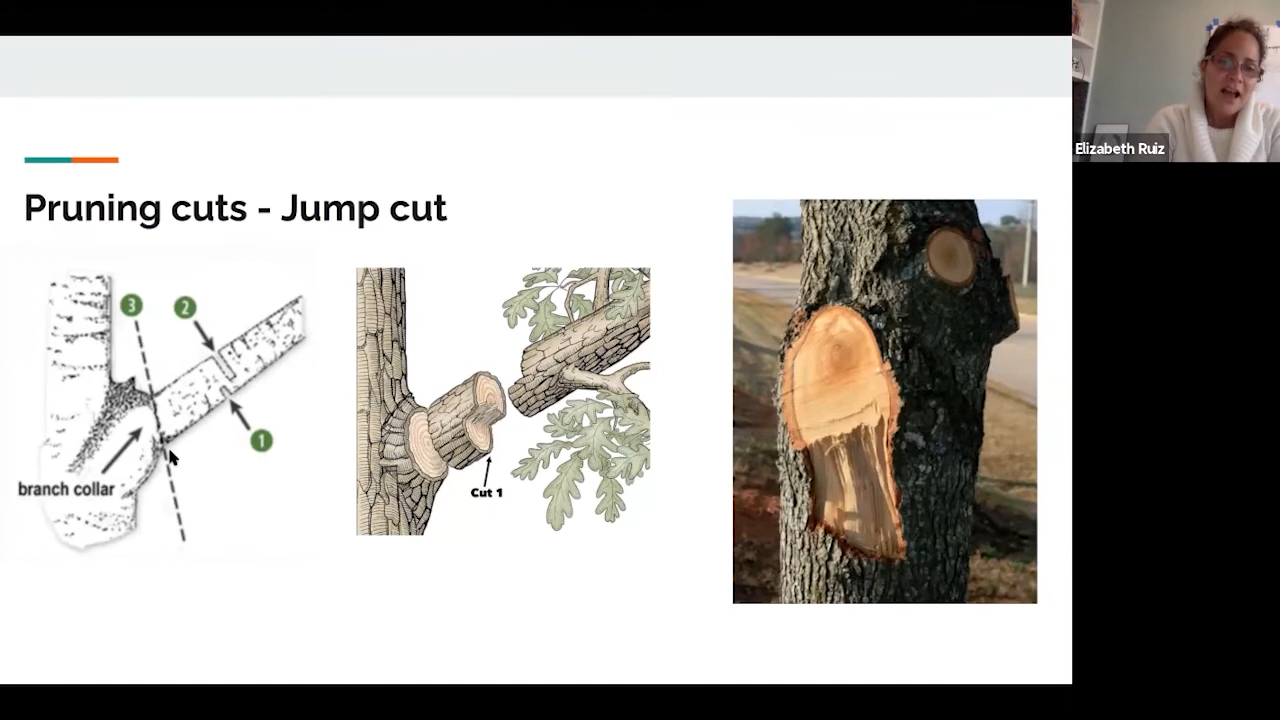 Elizabeth Ruiz
Pruning cuts - Jump cut
3
2
1
branch collar
Cut 1